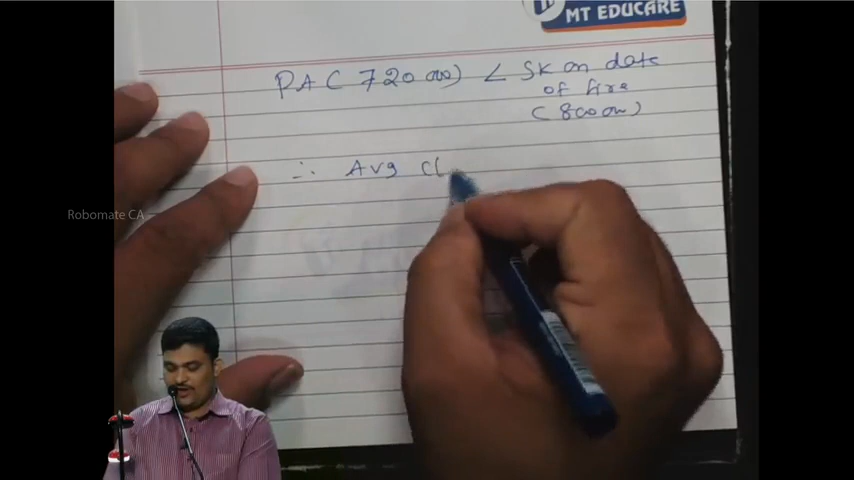 MT EDUCARE
PAC 720 000) < SK on date
of fire
(800 000)
∴ Avg Cl
Robomate CA